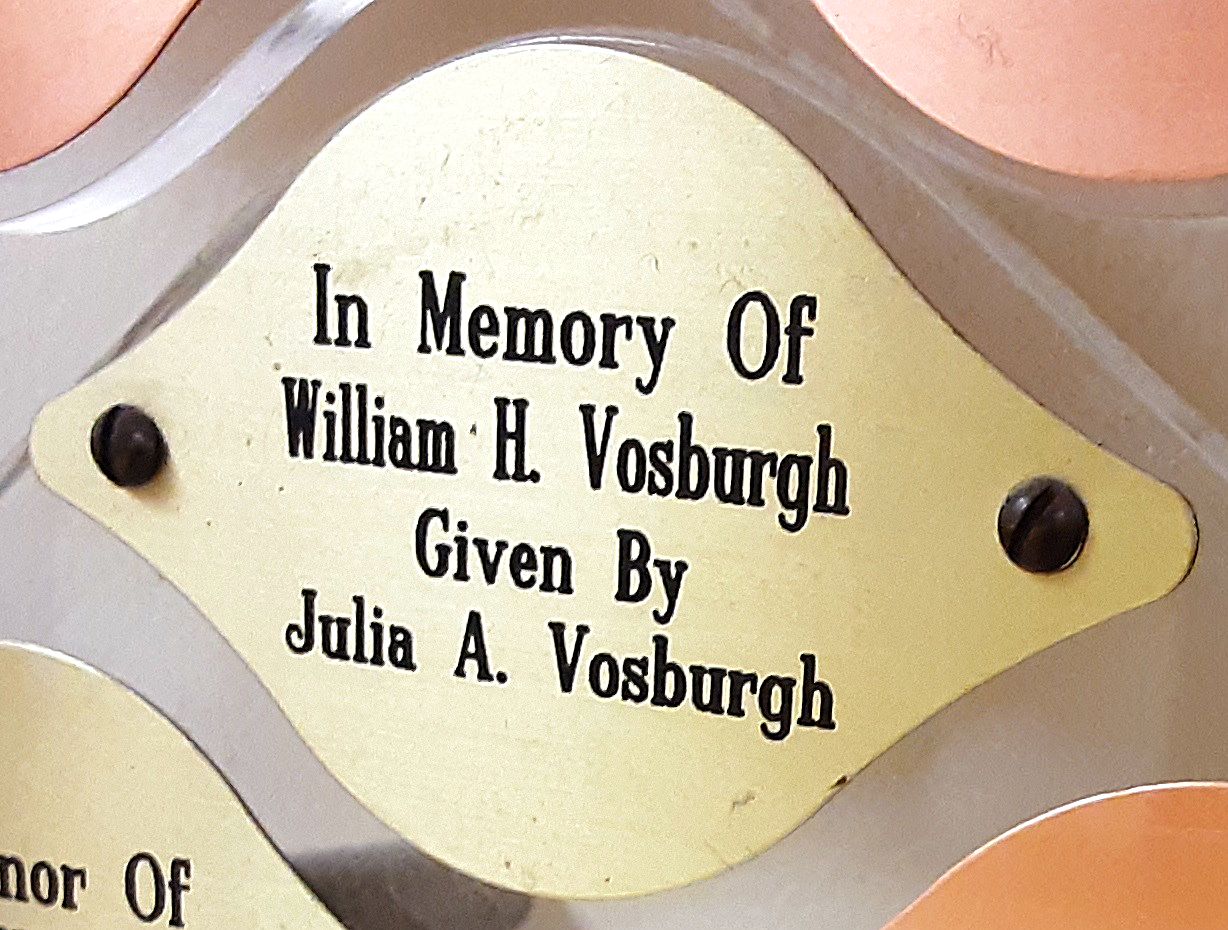 In Memory Of
William H. Vosburgh
Given By
Julia A. Vosburgh
nor Of